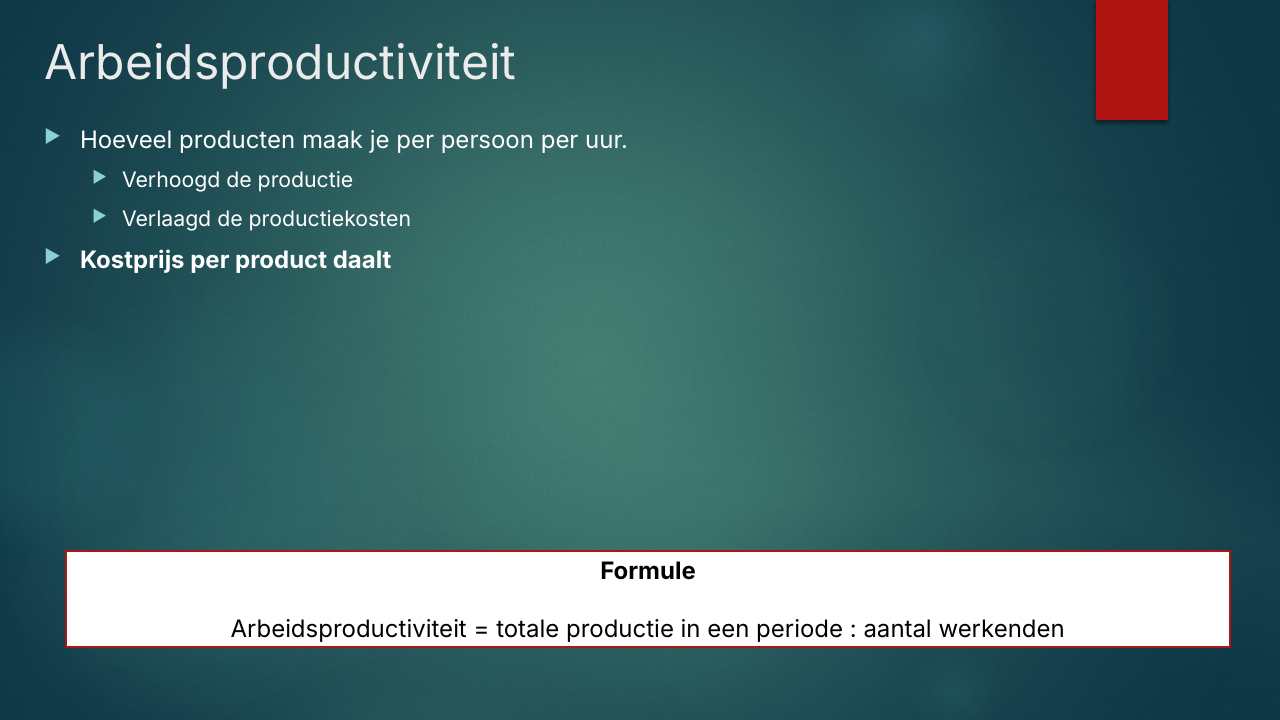 Arbeidsproductiviteit
Hoeveel producten maak je per persoon per uur.
Verhoogd de productie
Verlaagd de productiekosten
Kostprijs per product daalt
Formule
Arbeidsproductiviteit = totale productie in een periode : aantal werkenden